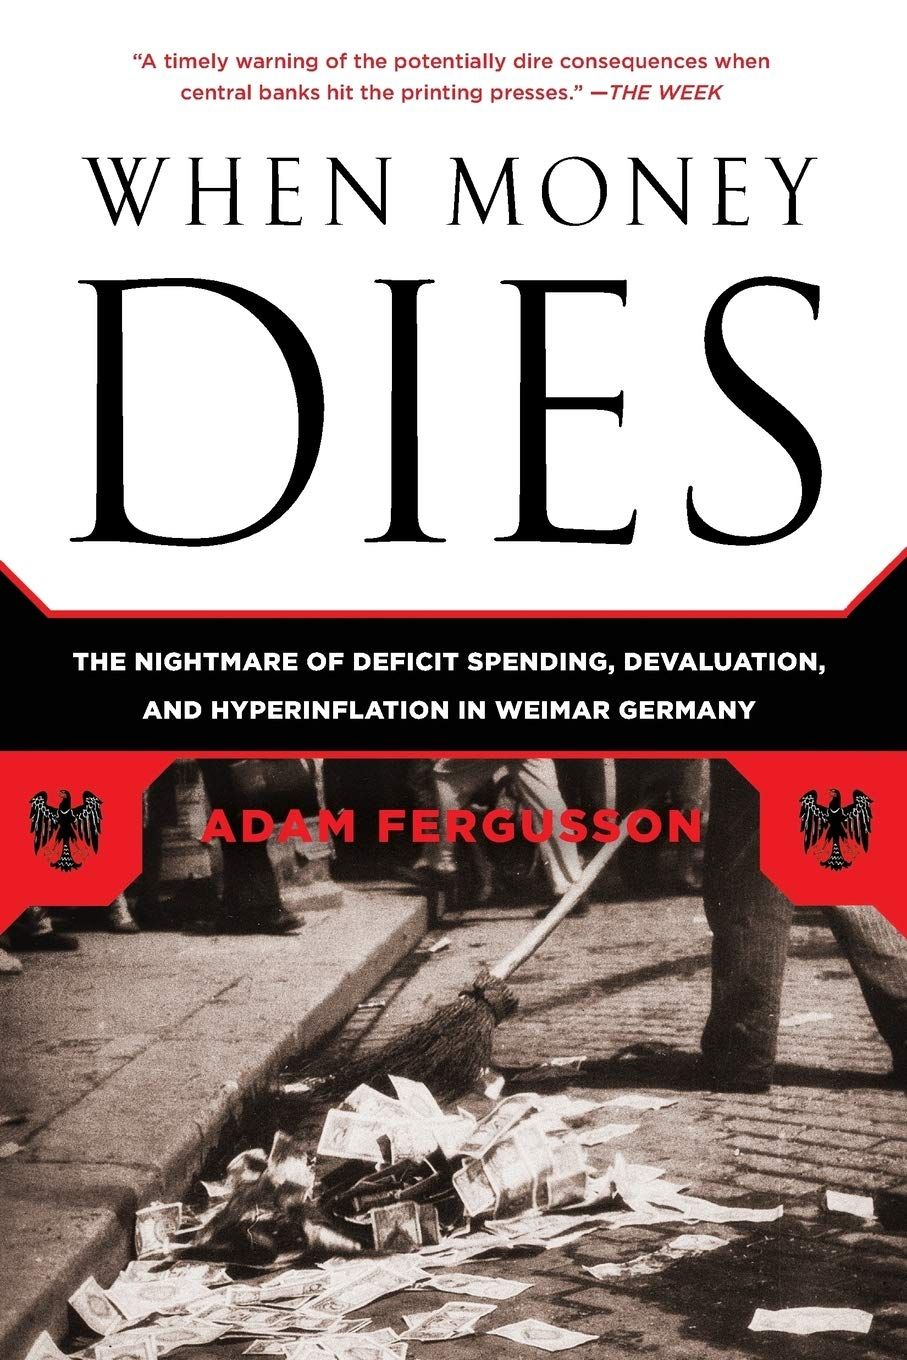 “A timely warning of the potentially dire consequences when
central banks hit the printing presses.” —THE WEEK
WHEN MONEY
DIES
THE NIGHTMARE OF DEFICIT SPENDING, DEVALUATION,
AND HYPERINFLATION IN WEIMAR GERMANY
ADAM FERGUSSON